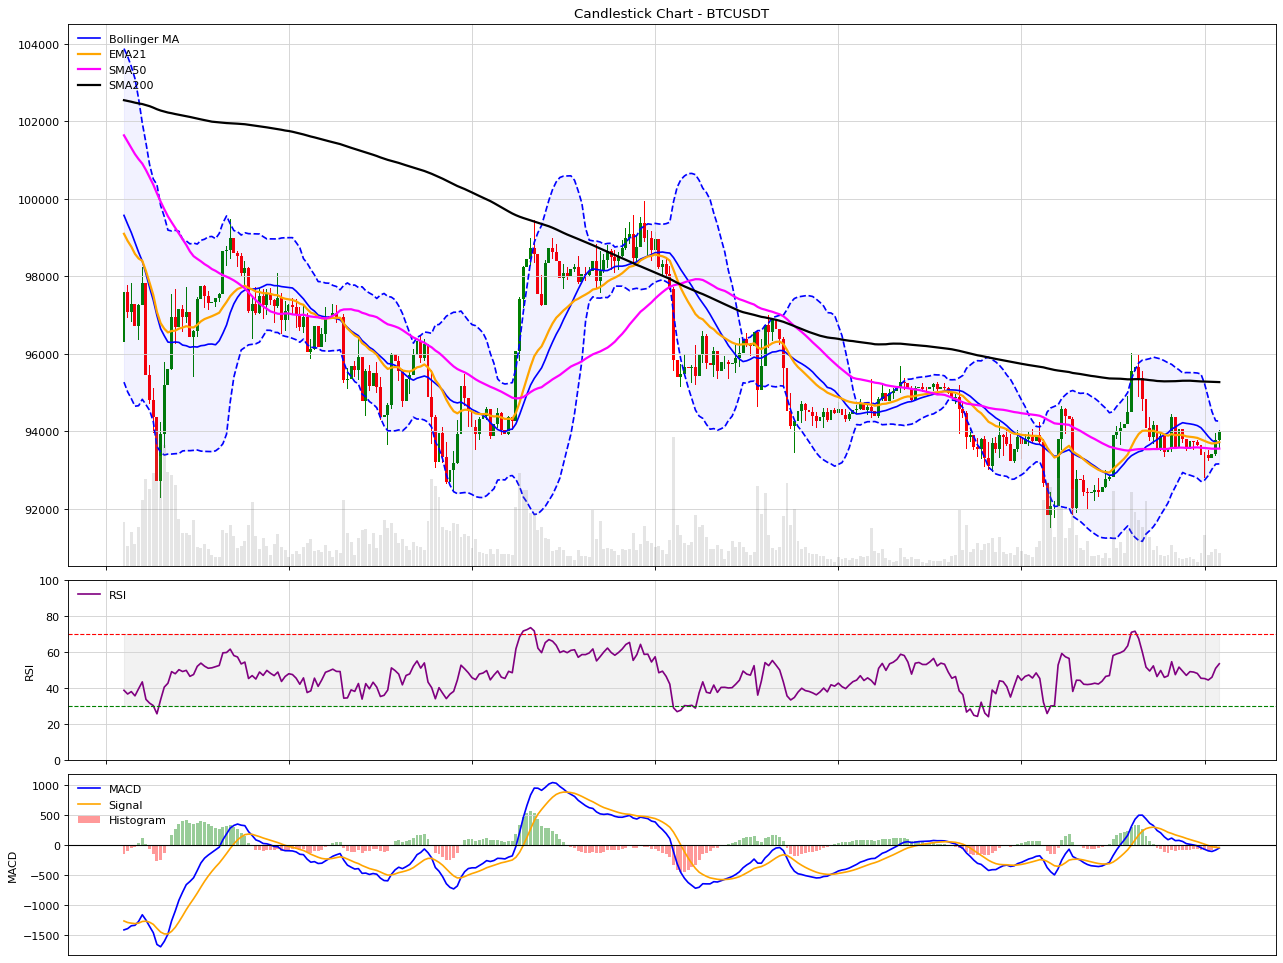 Candlestick Chart - BTCUSDT
Bollinger MA
EMA21
SMA50
SMA200
104000
102000
100000
98000
96000
94000
92000
RSI
100
80
60
40
20
0
RSI
MACD
Signal
Histogram
1000
500
0
−500
−1000
−1500
MACD